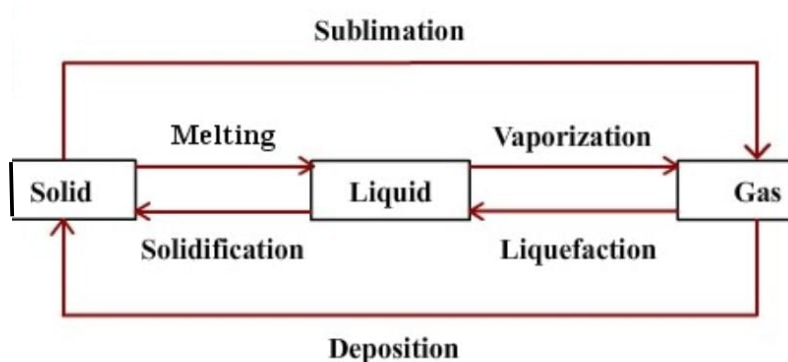 Sublimation
Melting
Vaporization
Solid
Liquid
Gas
Solidification
Liquefaction
Deposition